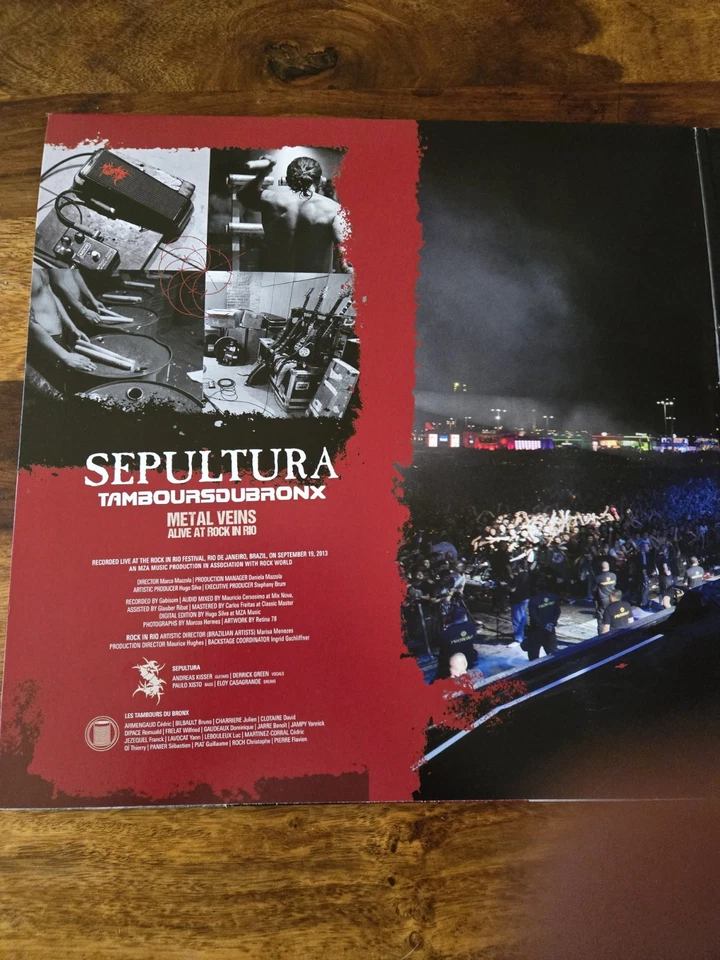 SEPULTURA
TAMBOURSDUBRONX
METAL VEINS
ALIVE AT ROCK IN RIO
RECORDED LIVE AT THE ROCK IN RIO FESTIVAL, RIO DE JANEIRO, BRAZIL, ON SEPTEMBER 19, 2013
AN MZA MUSIC PRODUCTION IN ASSOCIATION WITH ROCK WORLD
DIRECTOR Marco Mazzola | PRODUCTION MANAGER Daniela Mazzola
ARTISTIC PRODUCER Hugo Silva | EXECUTIVE PRODUCER Stephany Brum
RECORDED BY Gabisom | AUDIO MIXED BY Mauricio Cersosimo at Mix Nova,
ASSISTED BY Glauber Ribat | MASTERED BY Carlos Freitas at Classic Master
DIGITAL EDITION BY Hugo Silva at MZA Music
PHOTOGRAPHS BY Marcos Hermes | ARTWORK BY Retina 78
ROCK IN RIO ARTISTIC DIRECTOR (BRAZILIAN ARTISTS) Marisa Menezes
PRODUCTION DIRECTOR Maurice Hughes | BACKSTAGE COORDINATOR Ingrid Gschliffner
SEPULTURA
ANDREAS KISSER GUITARS | DERRICK GREEN VOCALS
PAULO XISTO BASS | ELOY CASAGRANDE DRUMS
LES TAMBOURS DU BRONX
ARMENGAUD Cédric | BILBAULT Bruno | CHARRIERE Julien | CLOTAIRE David
DIPACE Romuald | FRELAT Wilfried | GAUDEAUX Dominique | JARRE Benoît | JAMPY Yannick
JEZEQUEL Franck | LAVOCAT Yann | LEBOULEUX Luc | MARTINEZ-CORRAL Cédric
OÏ Thierry | PANIER Sébastien | PIAT Guillaume | ROCH Christophe | PIERRE Flavien